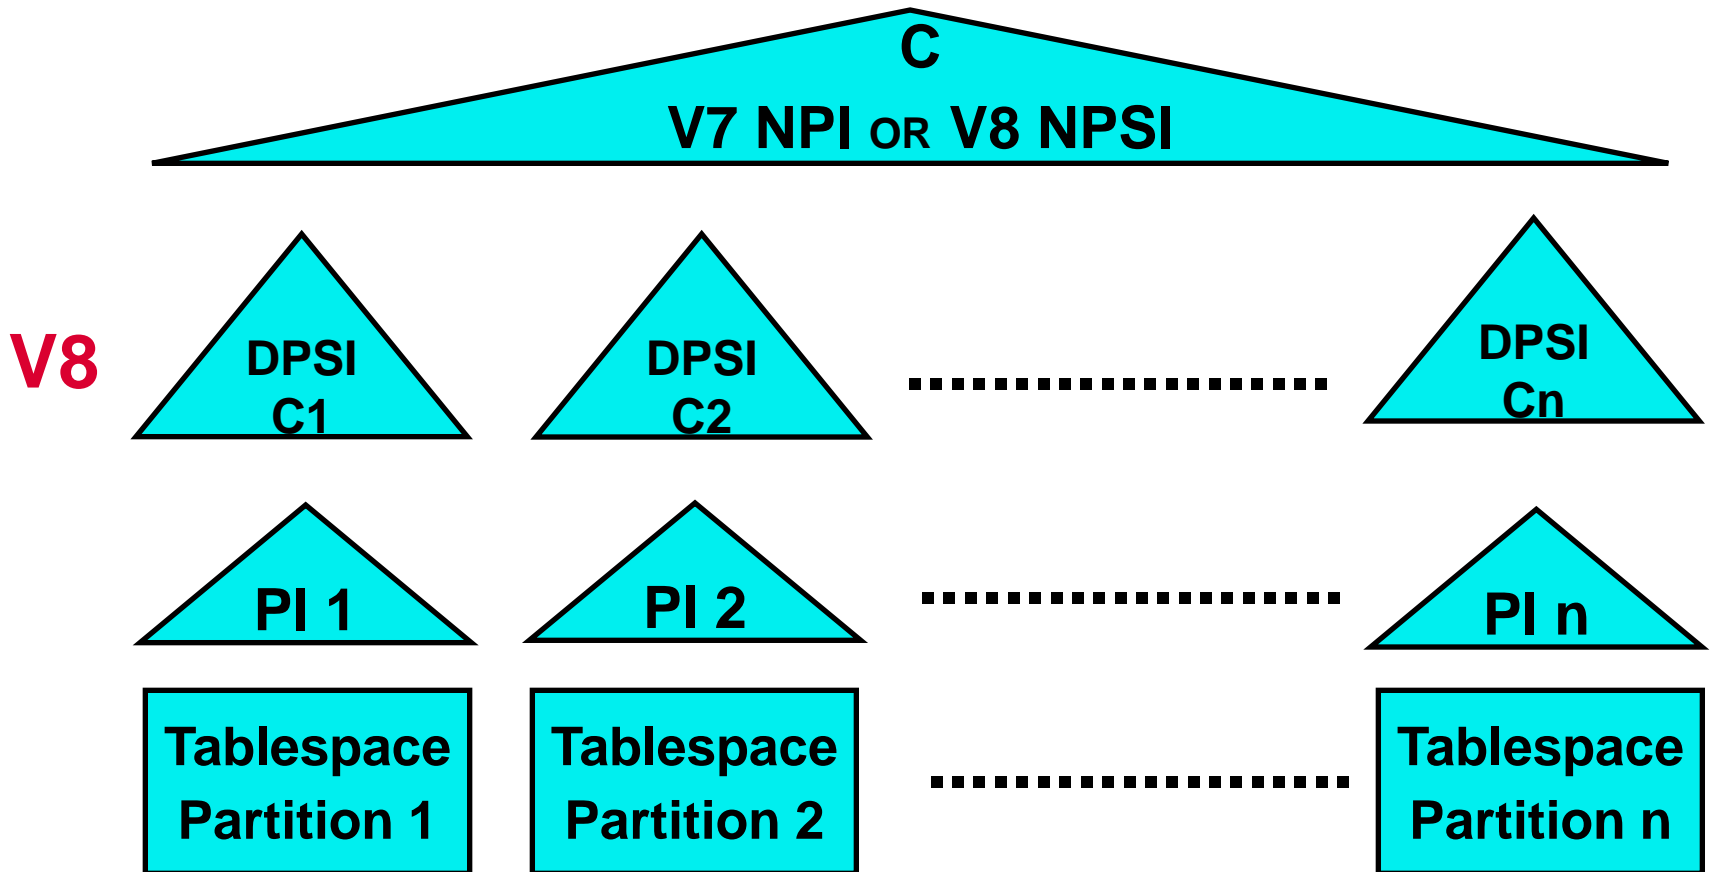 C
V7 NPI OR V8 NPSI
V8
DPSI
C1
DPSI
C2
DPSI
Cn
PI 1
PI 2
PI n
Tablespace
Partition 1
Tablespace
Partition 2
Tablespace
Partition n